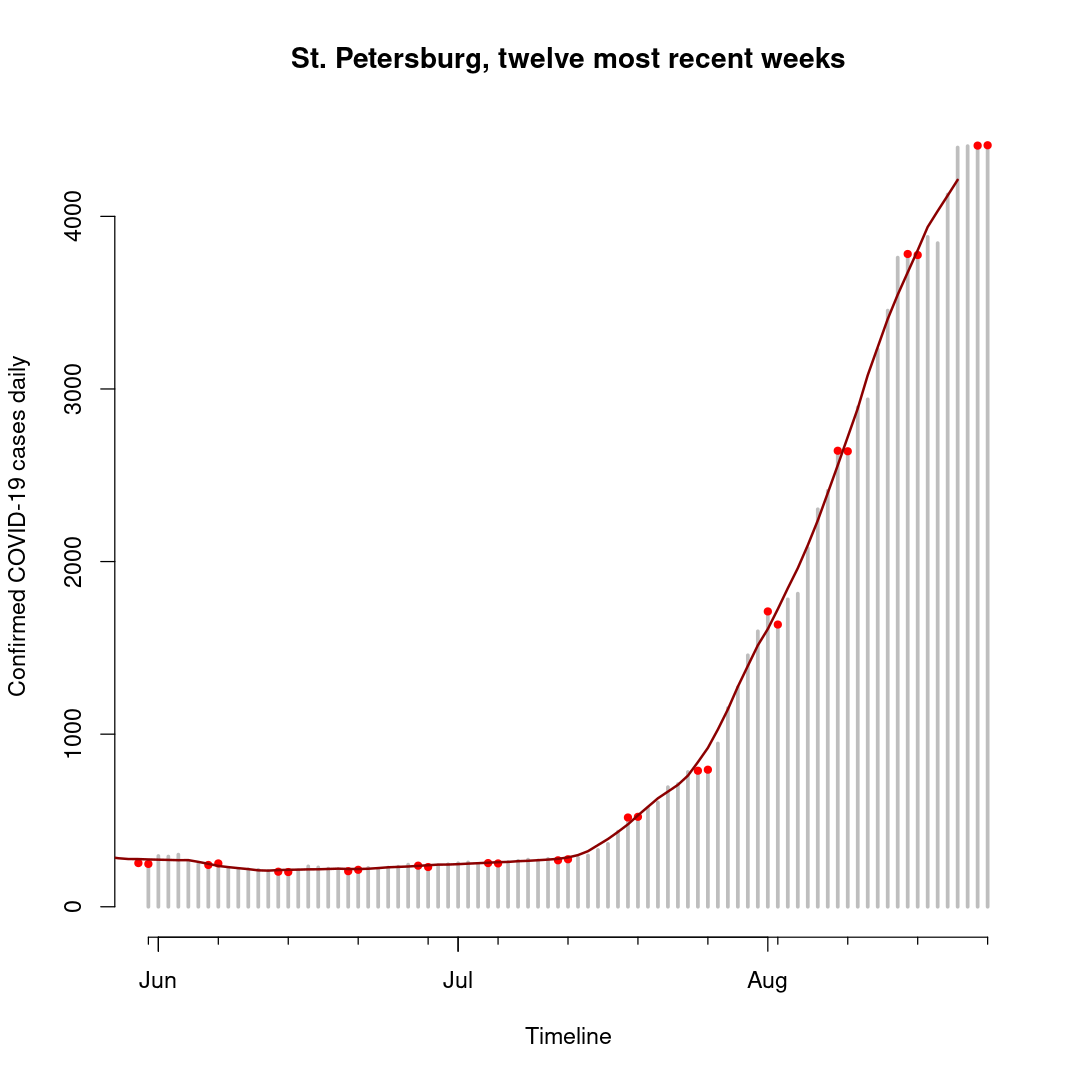 St. Petersburg, twelve most recent weeks
Confirmed COVID-19 cases daily
4000
3000
2000
1000
0
Jun
Jul
Aug
Timeline